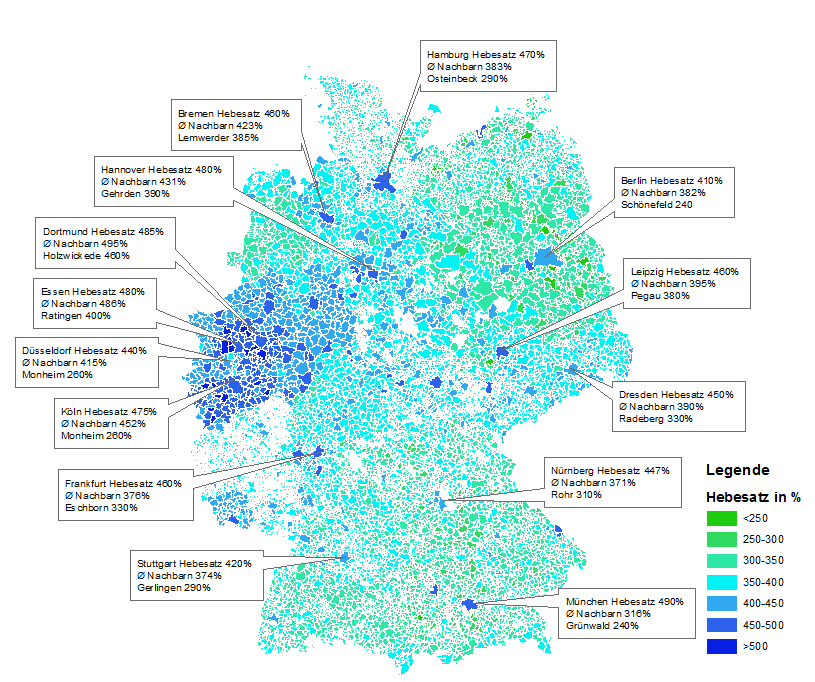 Hamburg Hebesatz 470%
Ø Nachbarn 383%
Osteinbeck 290%
Bremen Hebesatz 460%
Ø Nachbarn 423%
Lemwerder 385%
Hannover Hebesatz 480%
Ø Nachbarn 431%
Gehrden 390%
Berlin Hebesatz 410%
Ø Nachbarn 382%
Schönefeld 240
Dortmund Hebesatz 485%
Ø Nachbarn 495%
Holzwickede 460%
Leipzig Hebesatz 460%
Ø Nachbarn 395%
Pegau 380%
Essen Hebesatz 480%
Ø Nachbarn 486%
Ratingen 400%
Düsseldorf Hebesatz 440%
Ø Nachbarn 415%
Monheim 260%
Dresden Hebesatz 450%
Ø Nachbarn 390%
Radeberg 330%
Köln Hebesatz 475%
Ø Nachbarn 452%
Monheim 260%
Frankfurt Hebesatz 460%
Ø Nachbarn 376%
Eschborn 330%
Nürnberg Hebesatz 447%
Ø Nachbarn 371%
Rohr 310%
Stuttgart Hebesatz 420%
Ø Nachbarn 374%
Gerlingen 290%
München Hebesatz 490%
Ø Nachbarn 316%
Grünwald 240%
Legende
Hebesatz in %
<250
250-300
300-350
350-400
400-450
450-500
>500